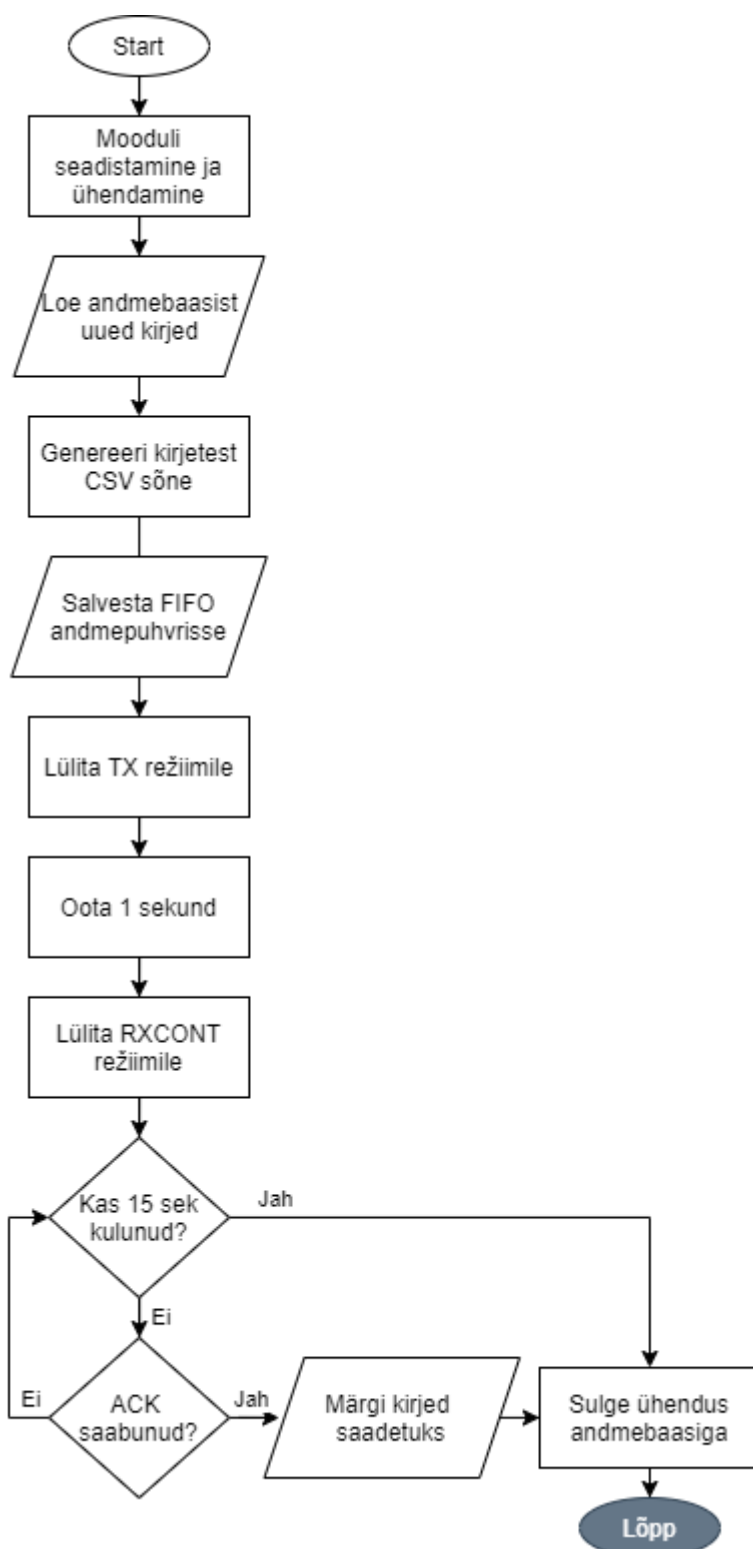 Start
Mooduli
seadistamine ja
ühendamine
Loe andmebaasist
uued kirjed
Genereeri kirjetest
CSV sõne
Salvesta FIFO
andmepuhvrisse
Lülita TX režiimile
Oota 1 sekund
Lülita RXCONT
režiimile
Kas 15 sek
kulunud?
Jah
Ei
ACK
saabunud?
Ei
Jah
Märgi kirjed
saadetuks
Sulge ühendus
andmebaasiga
Lõpp